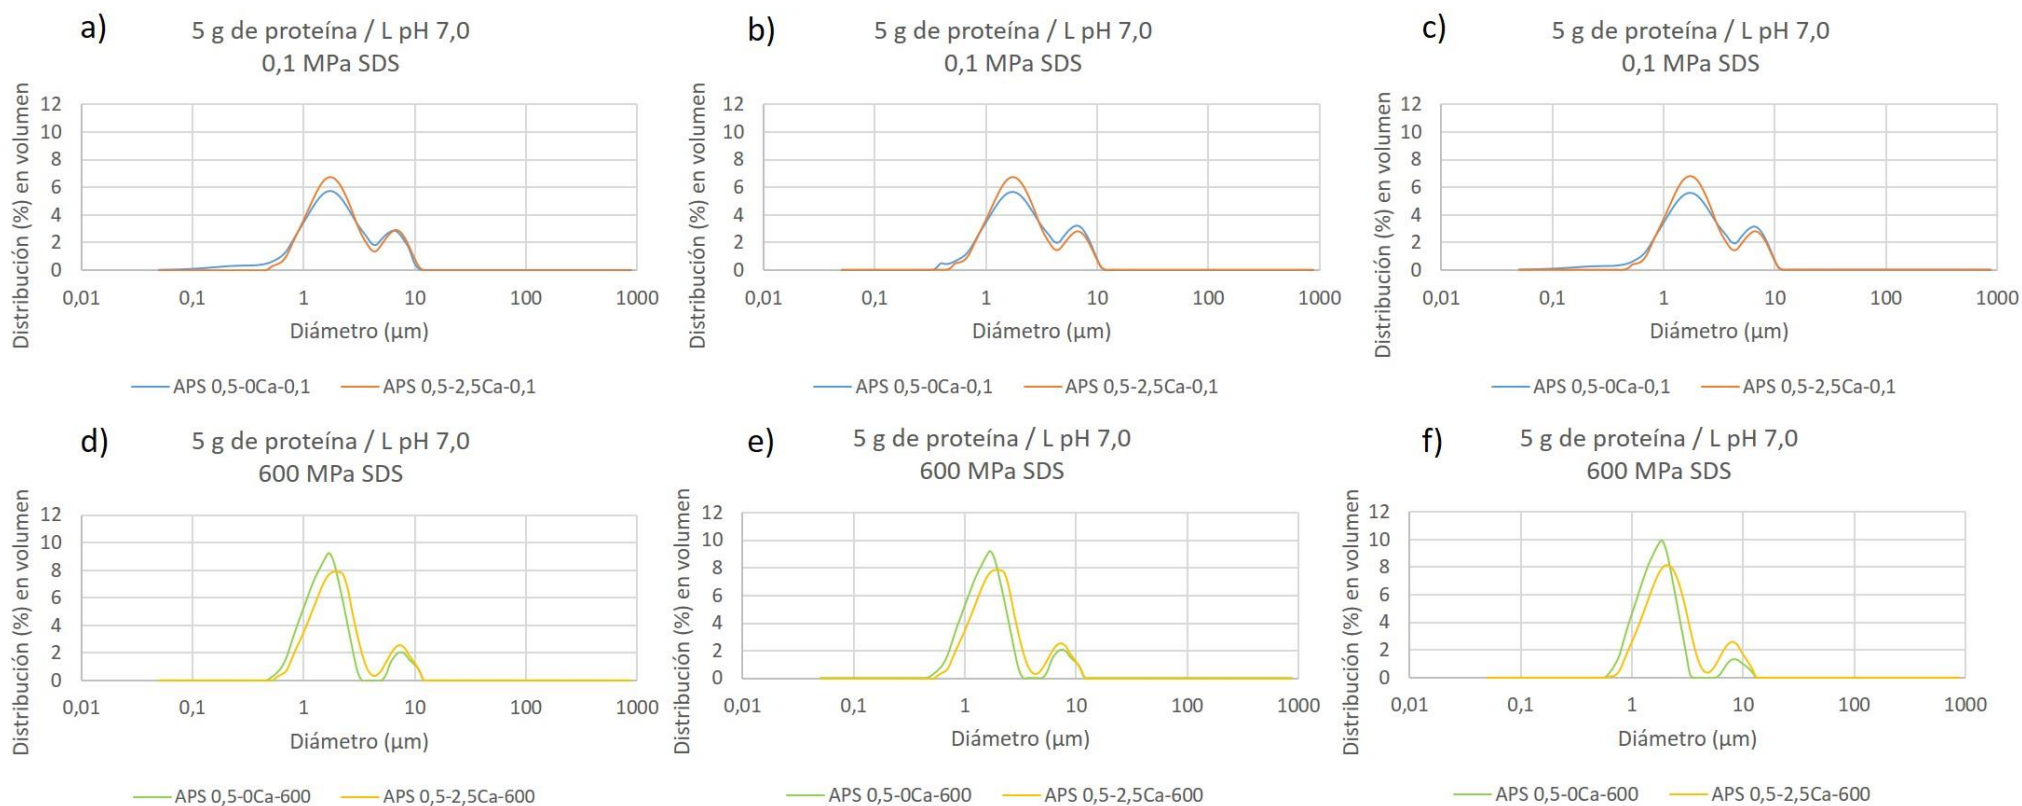 a)
5 g de proteína / L pH 7,0
0,1 MPa SDS
Distribución (%) en volumen
12
10
8
6
4
2
0
0,01 0,1 1 10 100 1000
Diámetro (µm)
APS 0,5-0Ca-0,1 APS 0,5-2,5Ca-0,1
b)
5 g de proteína / L pH 7,0
0,1 MPa SDS
Distribución (%) en volumen
12
10
8
6
4
2
0
0,01 0,1 1 10 100 1000
Diámetro (µm)
APS 0,5-0Ca-0,1 APS 0,5-2,5Ca-0,1
c)
5 g de proteína / L pH 7,0
0,1 MPa SDS
Distribución (%) en volumen
12
10
8
6
4
2
0
0,01 0,1 1 10 100 1000
Diámetro (µm)
APS 0,5-0Ca-0,1 APS 0,5-2,5Ca-0,1
d)
5 g de proteína / L pH 7,0
600 MPa SDS
Distribución (%) en volumen
12
10
8
6
4
2
0
0,01 0,1 1 10 100 1000
Diámetro (µm)
APS 0,5-0Ca-600 APS 0,5-2,5Ca-600
e)
5 g de proteína / L pH 7,0
600 MPa SDS
Distribución (%) en volumen
12
10
8
6
4
2
0
0,01 0,1 1 10 100 1000
Diámetro (µm)
APS 0,5-0Ca-600 APS 0,5-2,5Ca-600
f)
5 g de proteína / L pH 7,0
600 MPa SDS
Distribución (%) en volumen
12
10
8
6
4
2
0
0,01 0,1 1 10 100 1000
Diámetro (µm)
APS 0,5-0Ca-600 APS 0,5-2,5Ca-600